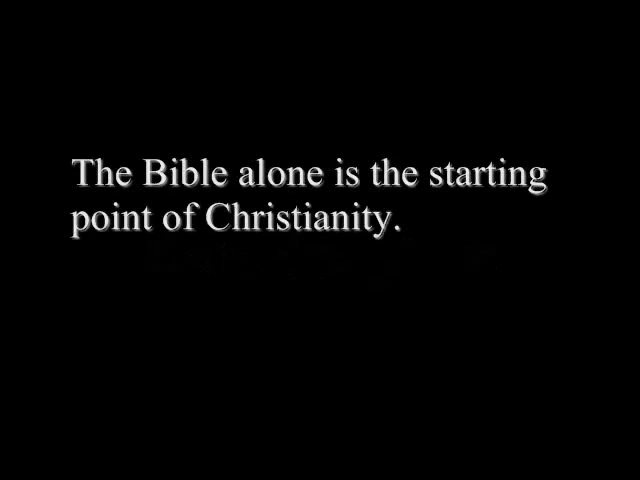 The Bible alone is the starting
point of Christianity.